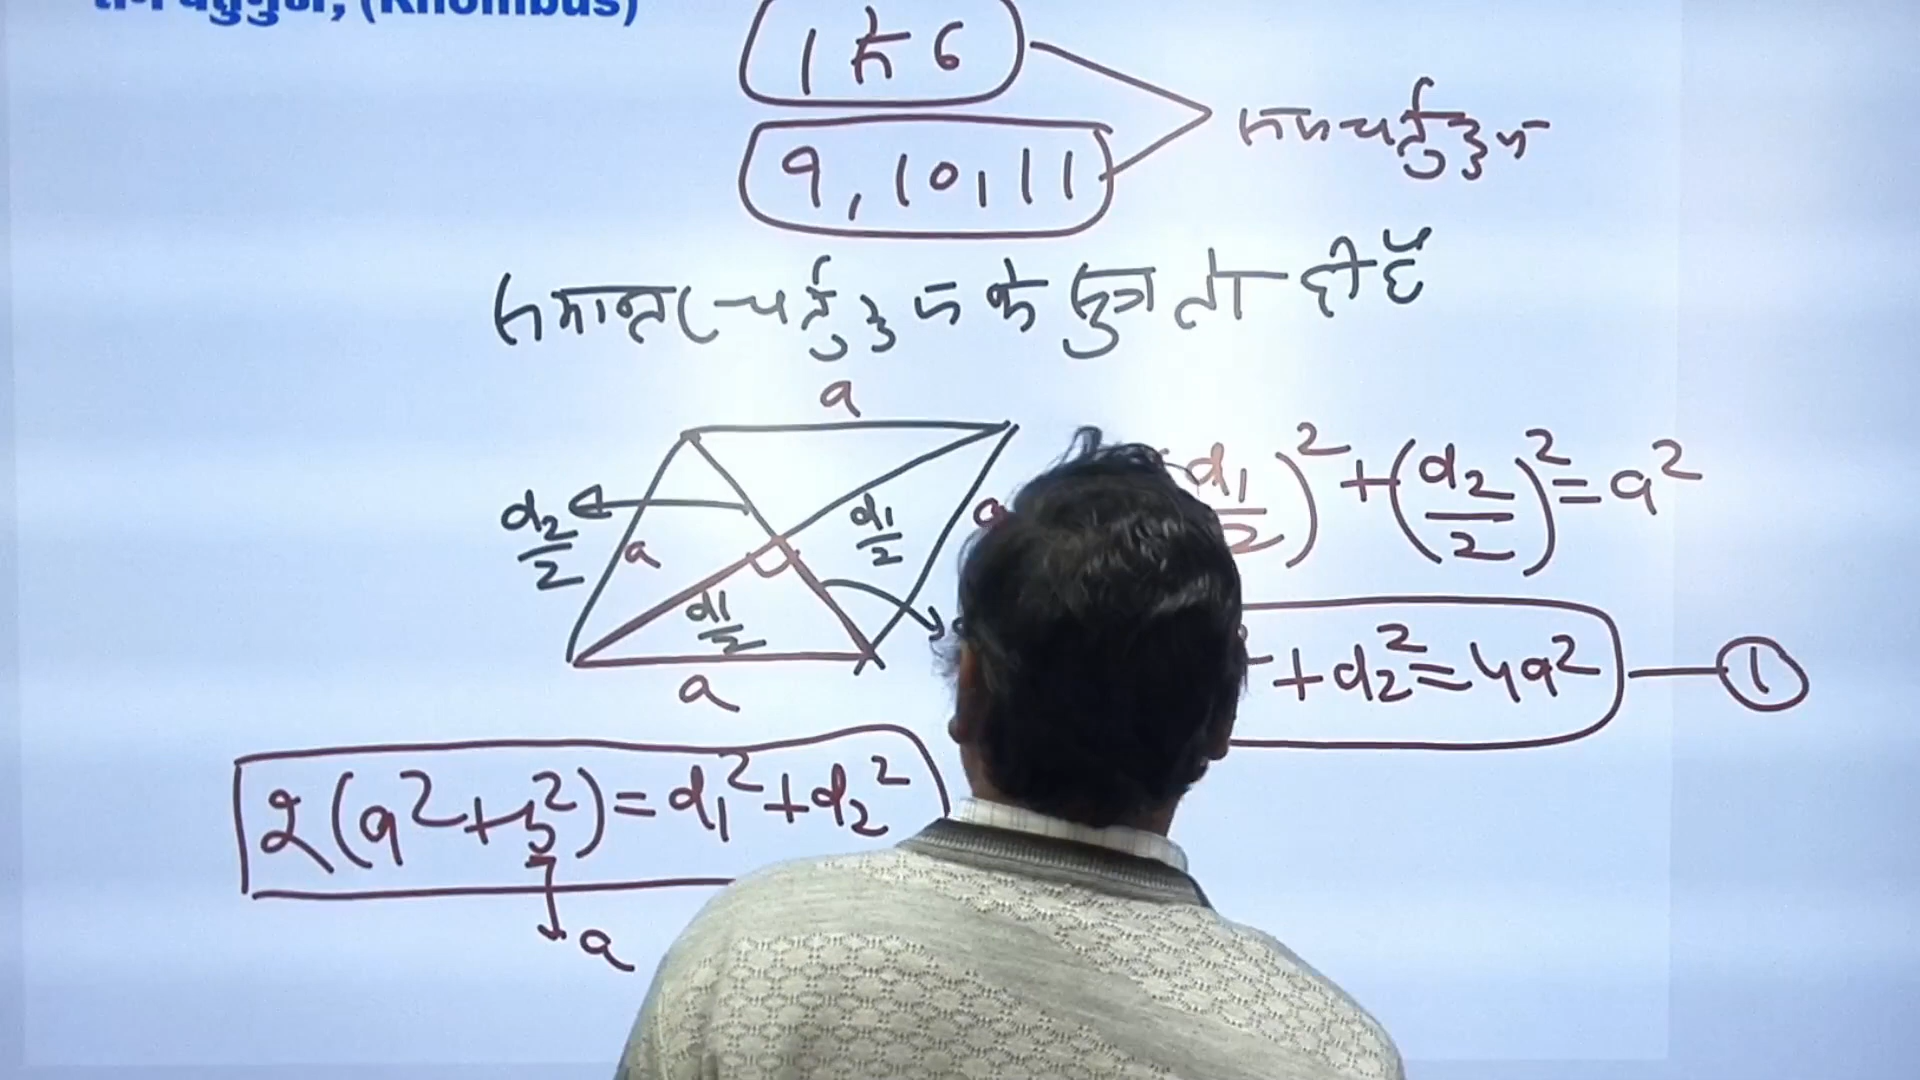 (Rhombus)
1 से 6
9, 10, 11
समचतुर्भुज
समान्तर चतुर्भुज के गुण तो हैं ही
a
d1/2 )² + (d2/2)² = a²
d2/2
a
d1/2
a
d1/2
+ d2² = 4a² — ①
a
2(a² + b²) = d1² + d2²
a